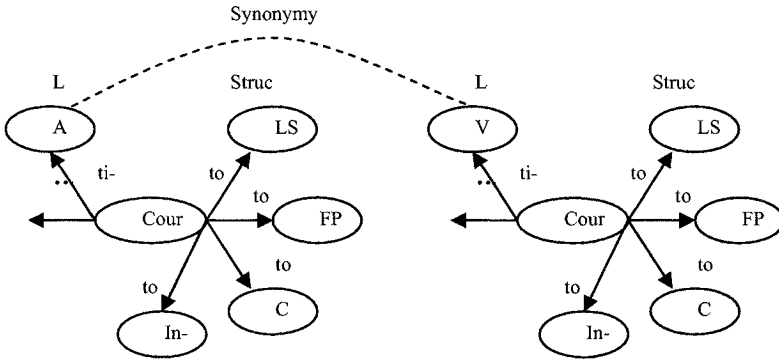 Synonymy
L Struc L Struc
A LS V LS
ti- to ti- to
.. to .. to
Cour FP Cour FP
to to
to to
C C
In- In-